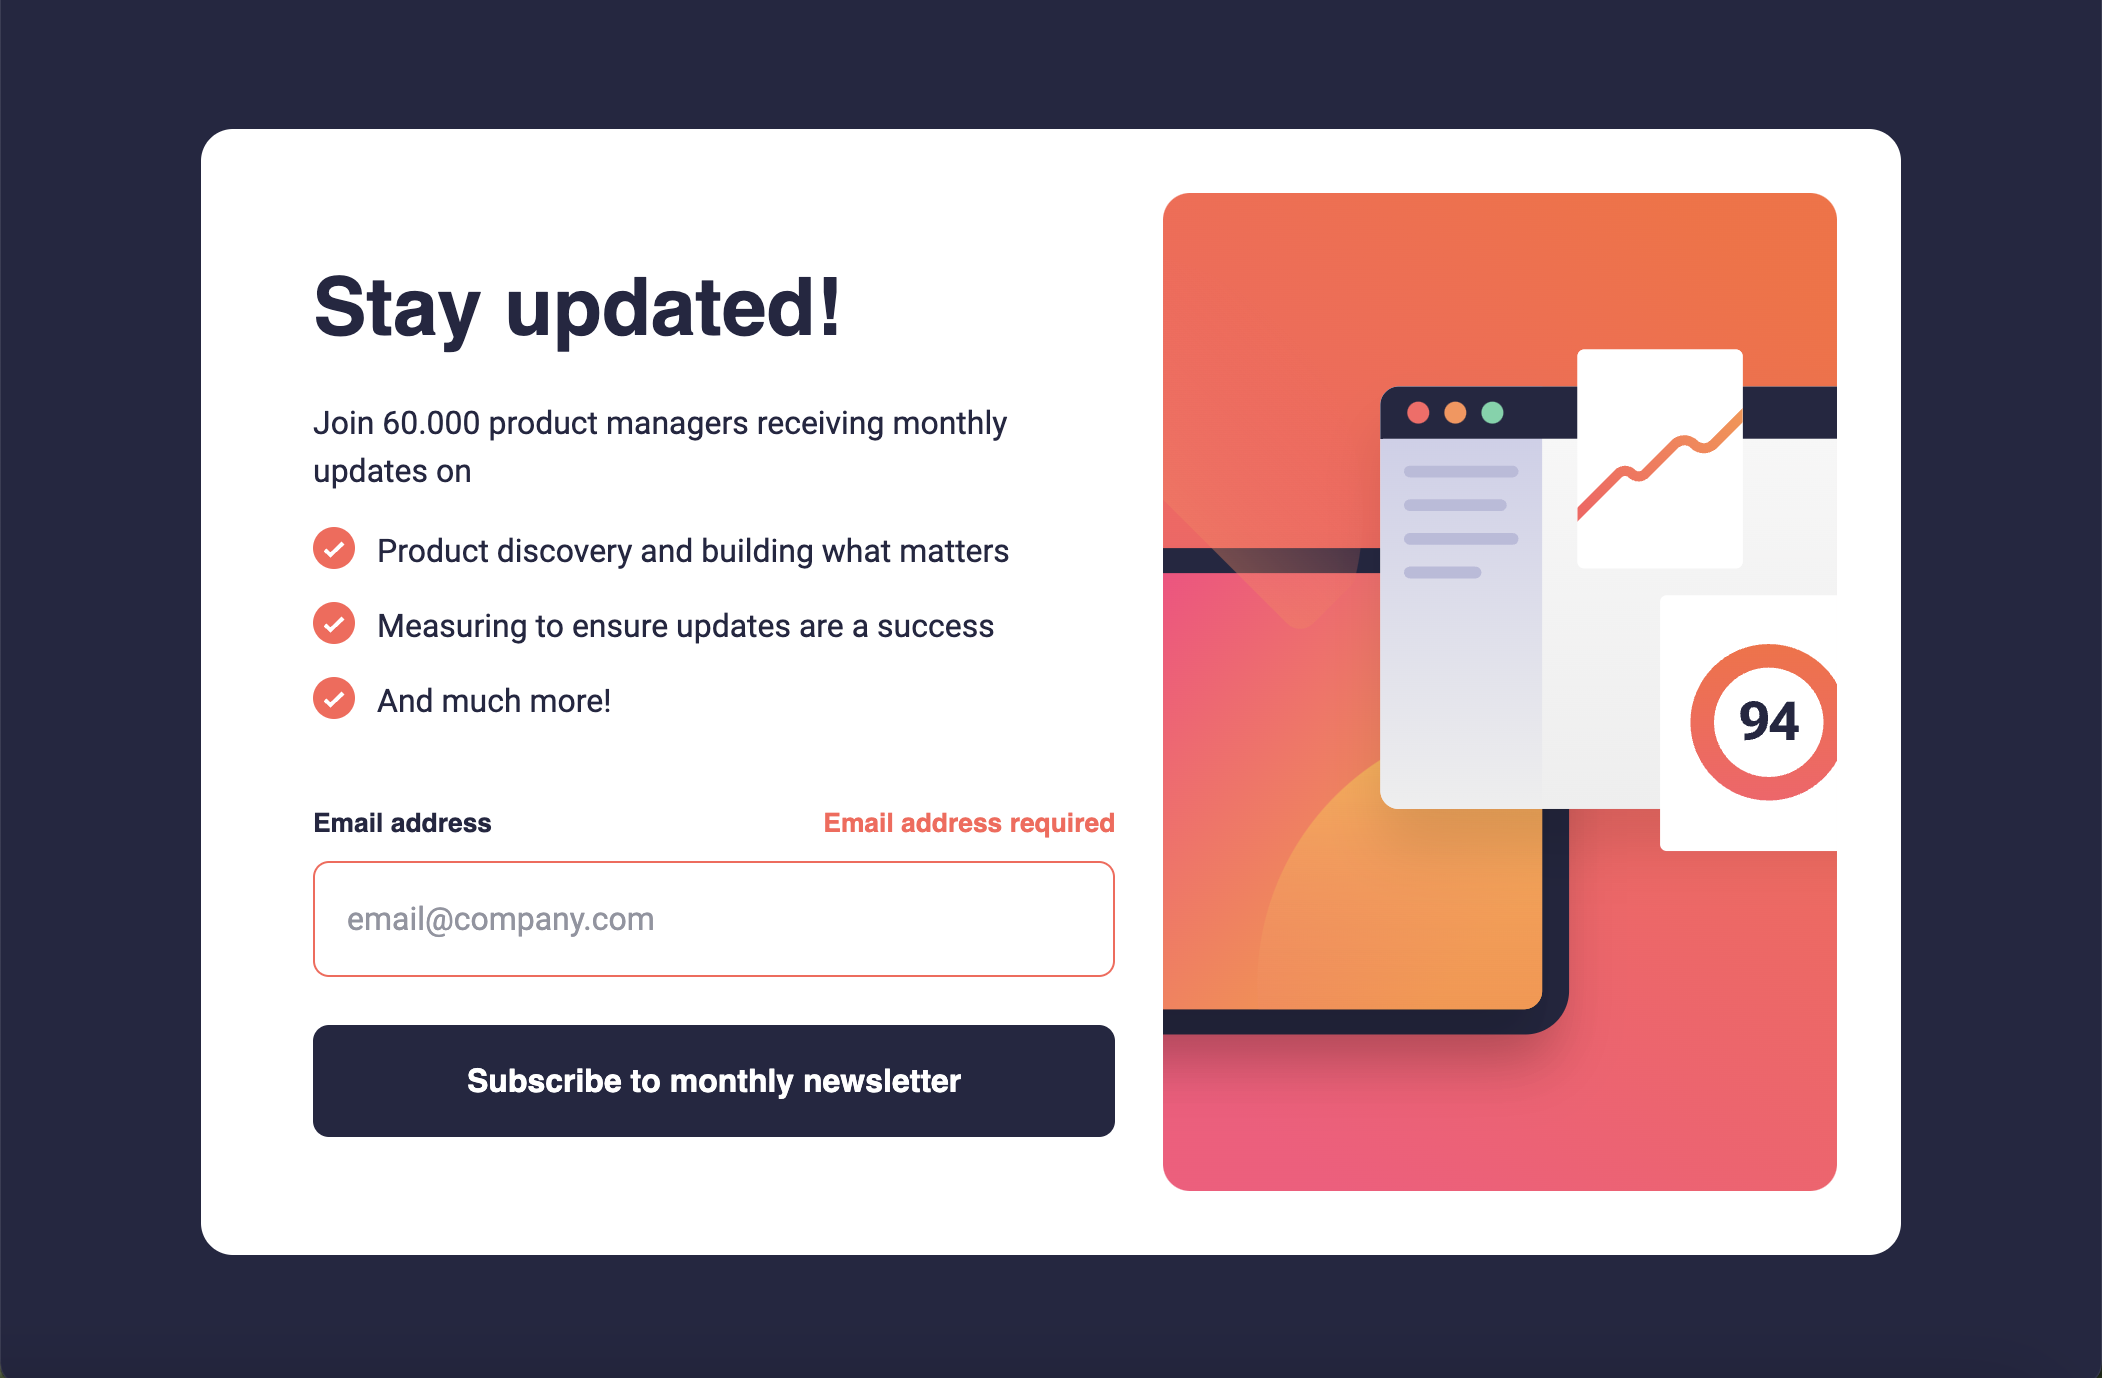 Stay updated!
Join 60.000 product managers receiving monthly
updates on
Product discovery and building what matters
Measuring to ensure updates are a success
And much more!
Email address
Email address required
email@company.com
Subscribe to monthly newsletter
94